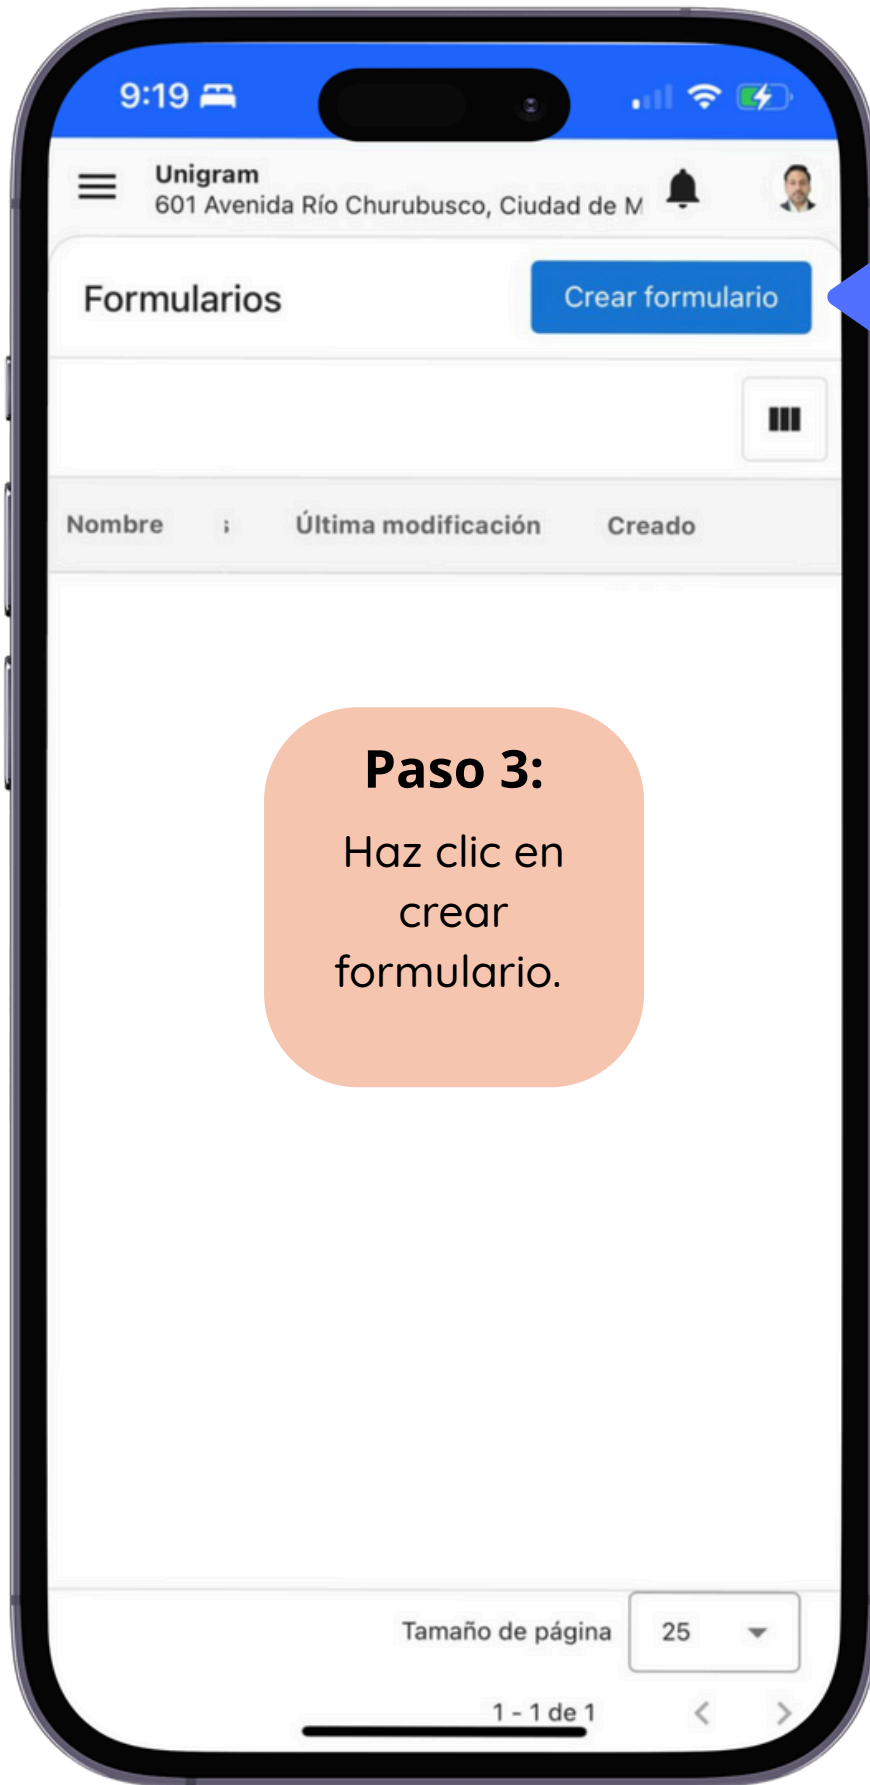 9:19
Unigram
601 Avenida Río Churubusco, Ciudad de M
Formularios
Crear formulario
Nombre
Última modificación
Creado
Paso 3:
Haz clic en
crear
formulario.
Tamaño de página
25
1 - 1 de 1